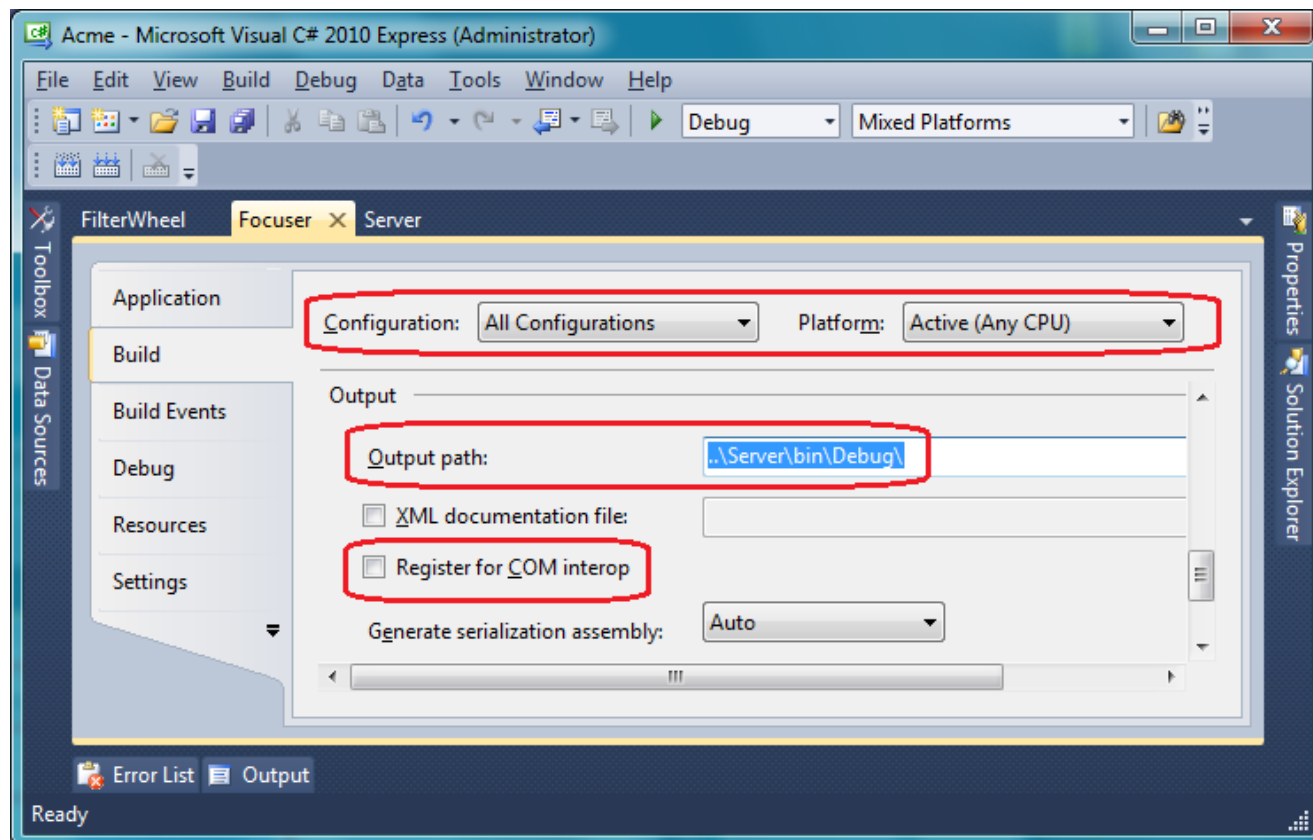 Acme - Microsoft Visual C# 2010 Express (Administrator)
File Edit View Build Debug Data Tools Window Help
Debug Mixed Platforms
FilterWheel Focuser Server
Toolbox
Data Sources
Properties
Solution Explorer
Application
Build
Build Events
Debug
Resources
Settings
Configuration: All Configurations Platform: Active (Any CPU)
Output
Output path: ..\Server\bin\Debug\
XML documentation file:
Register for COM interop
Generate serialization assembly: Auto
Error List Output
Ready